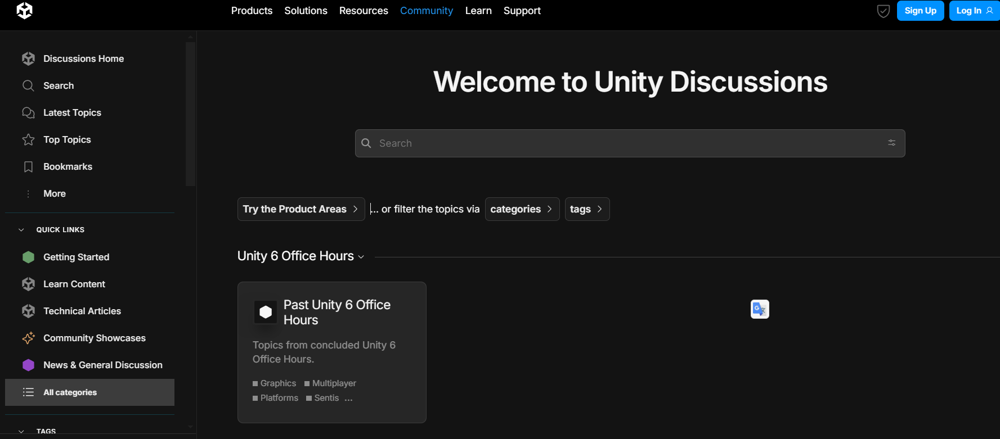 Products Solutions Resources Community Learn Support
Sign Up
Log In
Discussions Home
Search
Latest Topics
Top Topics
Bookmarks
More
QUICK LINKS
Getting Started
Learn Content
Technical Articles
Community Showcases
News & General Discussion
All categories
TAGS
Welcome to Unity Discussions
Search
Try the Product Areas ... or filter the topics via categories tags
Unity 6 Office Hours
Past Unity 6 Office
Hours
Topics from concluded Unity 6
Office Hours.
Graphics Multiplayer
Platforms Sentis ...